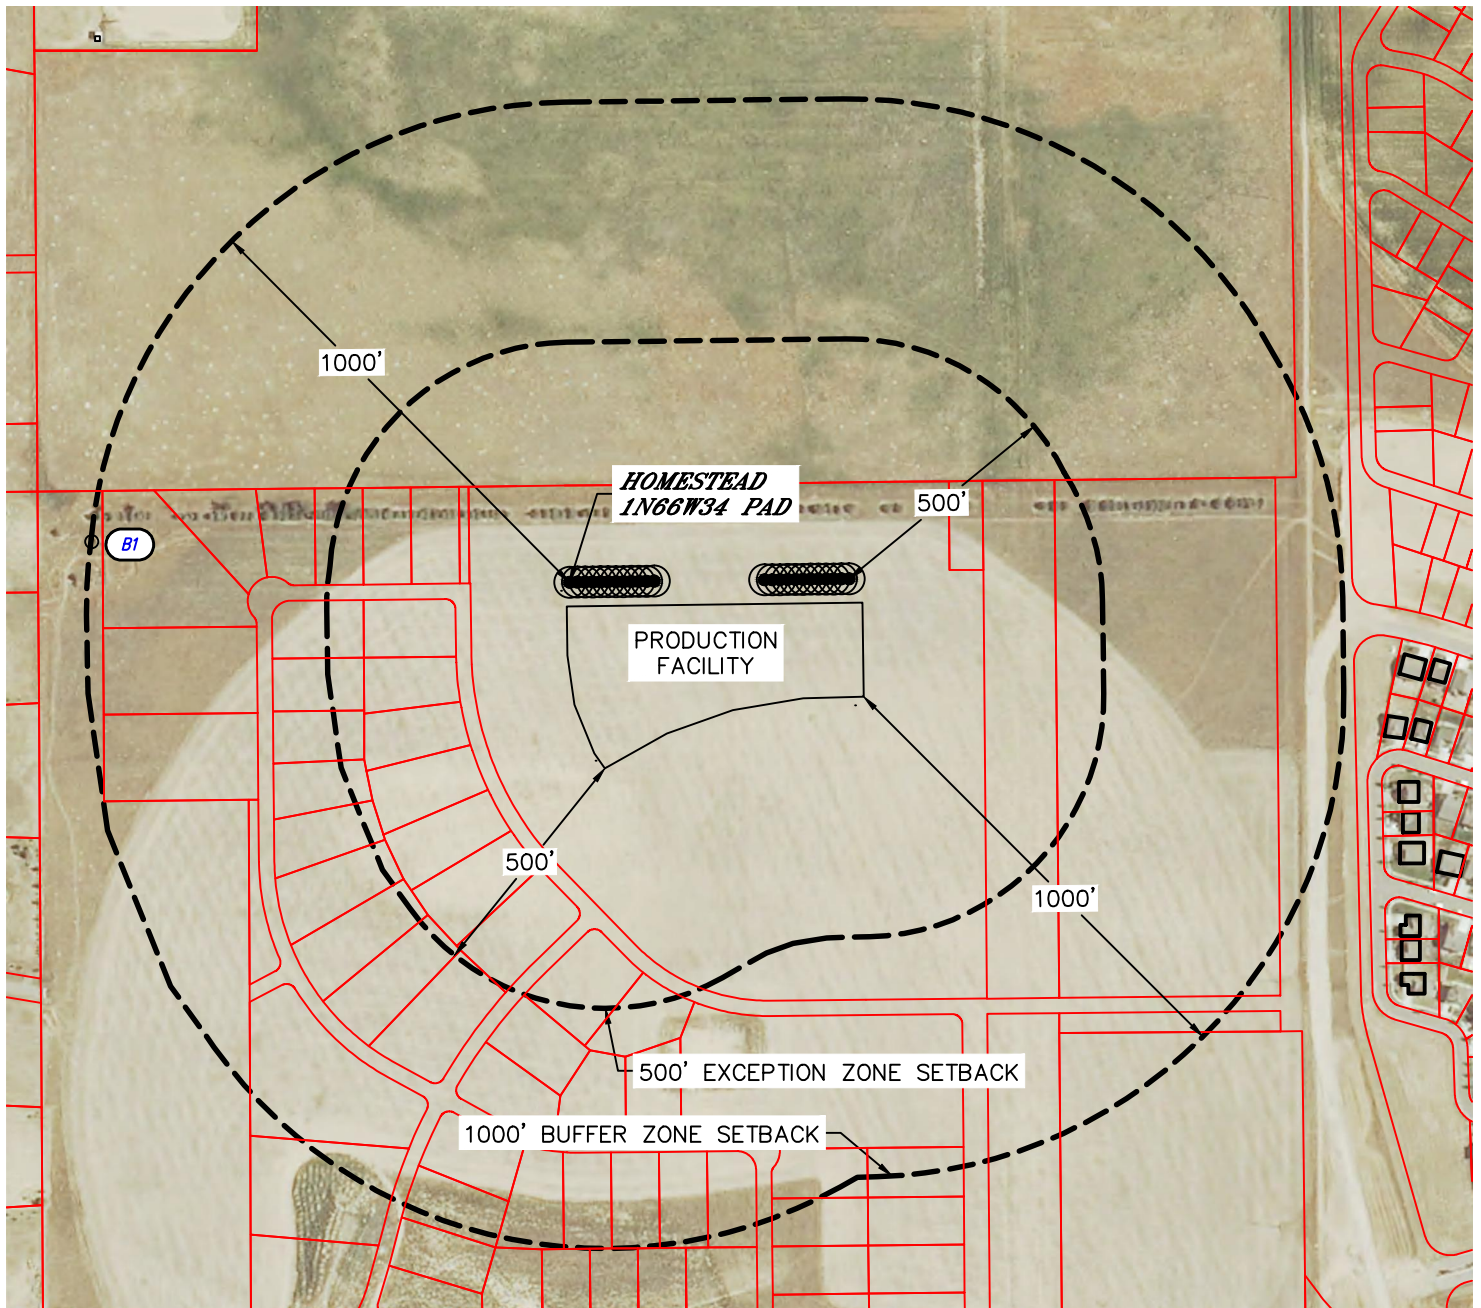 1000'
HOMESTEAD
1N66W34 PAD
500'
B1
PRODUCTION
FACILITY
500'
1000'
500' EXCEPTION ZONE SETBACK
1000' BUFFER ZONE SETBACK